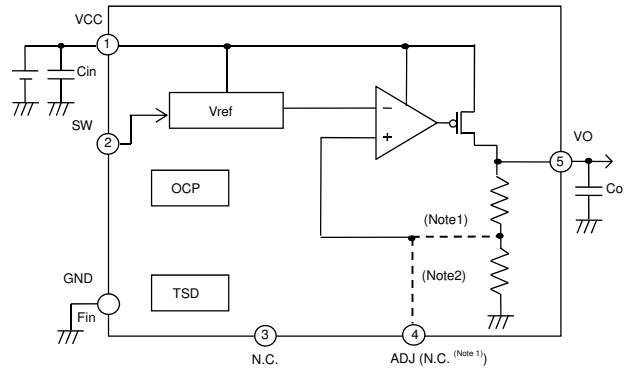 VCC
1
Cin
Vref
−
+
SW
2
VO
5
Co
OCP
(Note1)
(Note2)
GND
TSD
Fin
3
4
N.C.
ADJ (N.C. (Note 1))